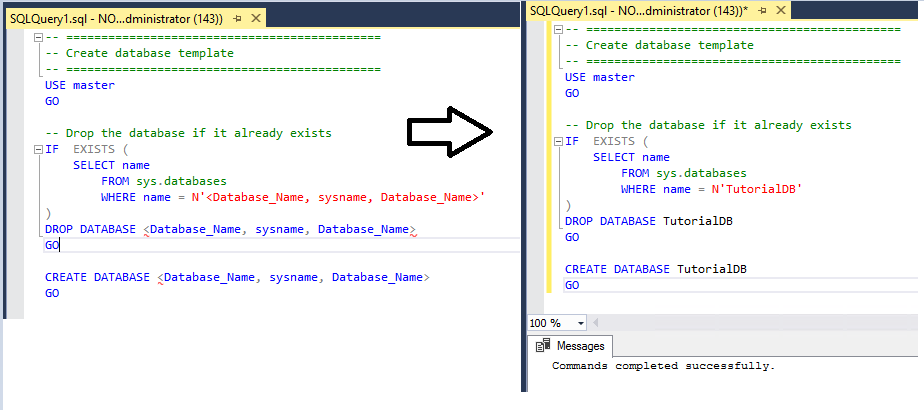 SQLQuery1.sql - NO...dministrator (143))
-- =============================================
-- Create database template
-- =============================================
USE master
GO
-- Drop the database if it already exists
IF  EXISTS (
SELECT name
FROM sys.databases
WHERE name = N'<Database_Name, sysname, Database_Name>'
)
DROP DATABASE <Database_Name, sysname, Database_Name>
GO
CREATE DATABASE <Database_Name, sysname, Database_Name>
GO
SQLQuery1.sql - NO...dministrator (143))*
-- =============================================
-- Create database template
-- =============================================
USE master
GO
-- Drop the database if it already exists
IF  EXISTS (
SELECT name
FROM sys.databases
WHERE name = N'TutorialDB'
)
DROP DATABASE TutorialDB
GO
CREATE DATABASE TutorialDB
GO
100 %
Messages
Commands completed successfully.